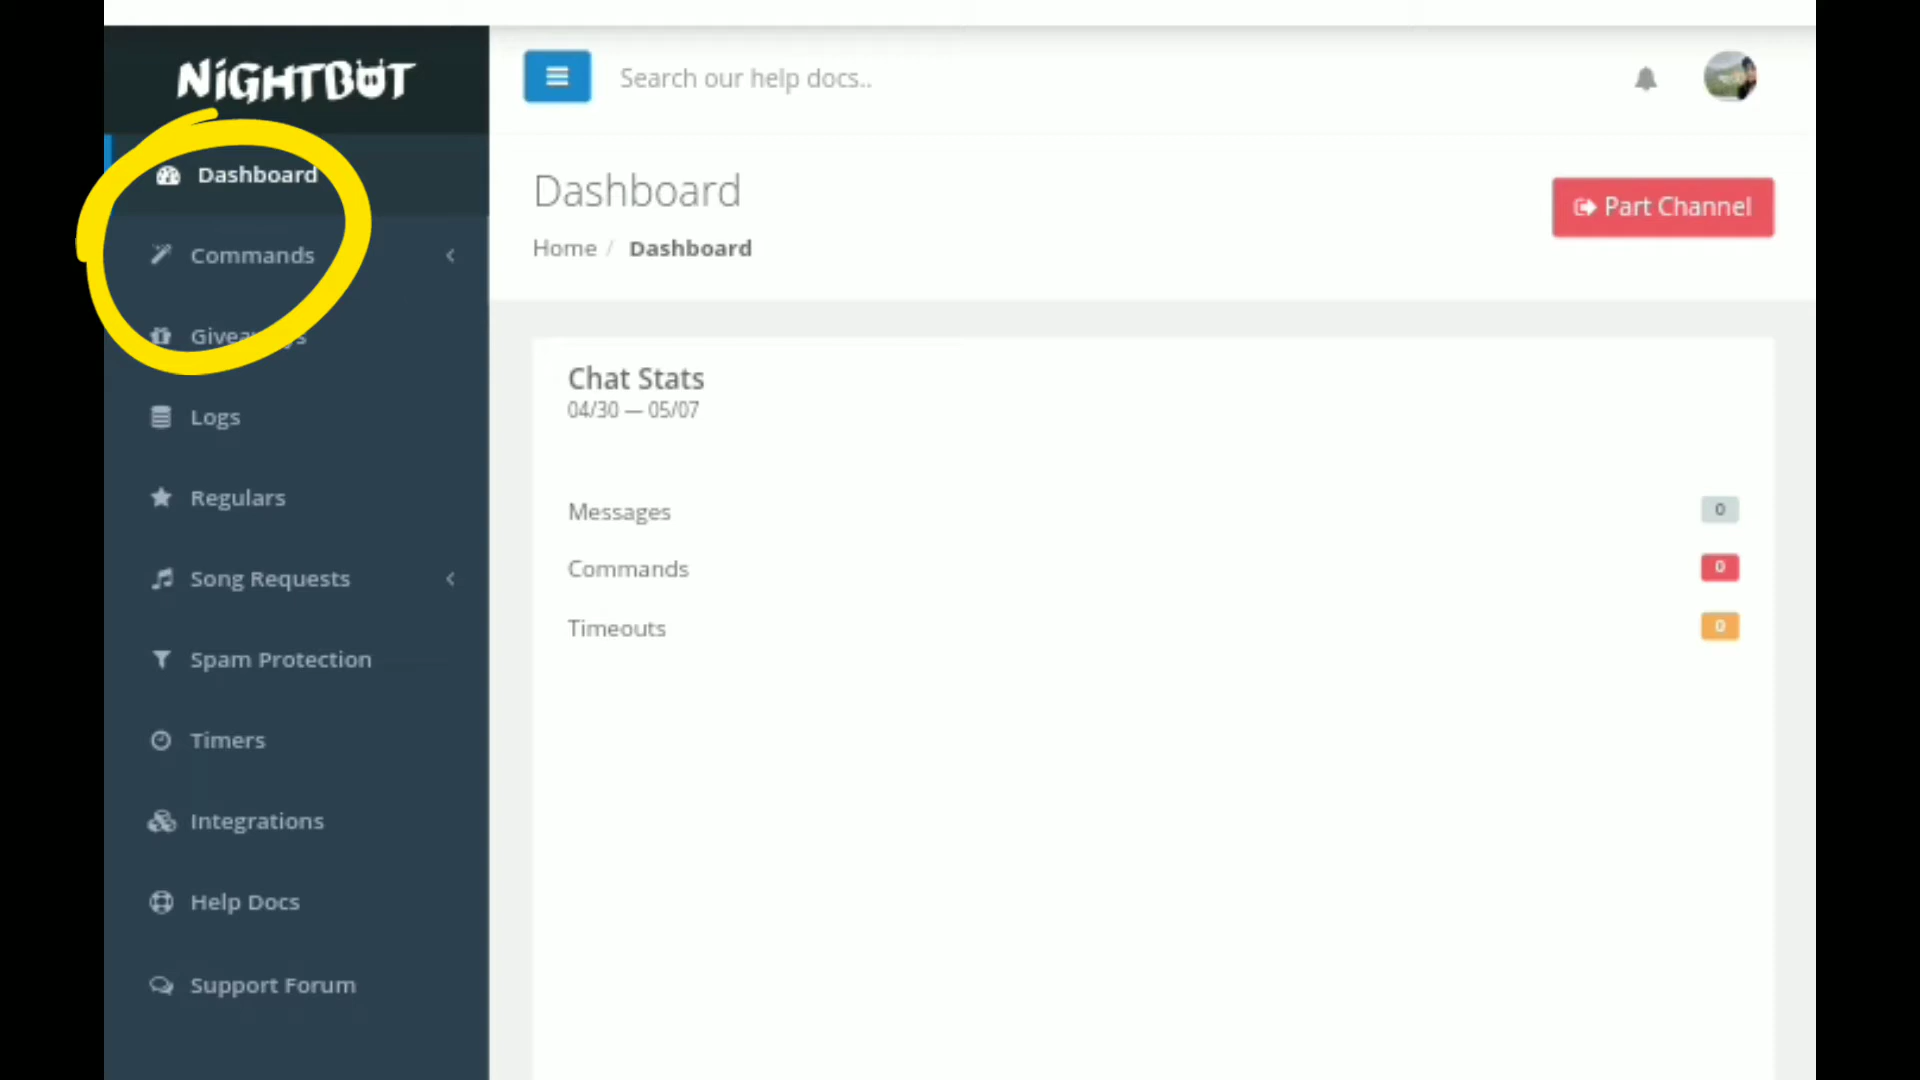 NiGHTBOT
Search our help docs..
Dashboard
Commands
Giveaways
Logs
Regulars
Song Requests
Spam Protection
Timers
Integrations
Help Docs
Support Forum
Dashboard
Home / Dashboard
Part Channel
Chat Stats
04/30 — 05/07
Messages 0
Commands 0
Timeouts 0